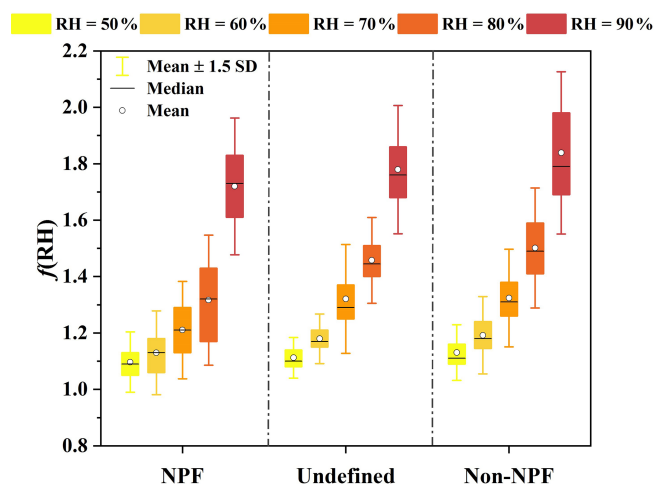 RH = 50% RH = 60% RH = 70% RH = 80% RH = 90%
2.2
2.0
1.8
1.6
1.4
1.2
1.0
0.8
f(RH)
Mean ± 1.5 SD
Median
Mean
NPF Undefined Non-NPF